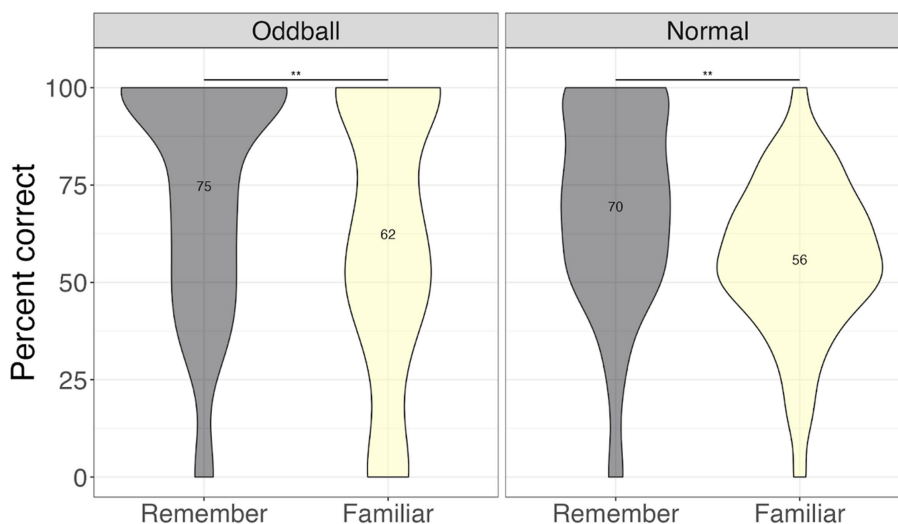 Oddball
Normal
**
**
100
75
50
25
0
Percent correct
75
62
70
56
Remember
Familiar
Remember
Familiar